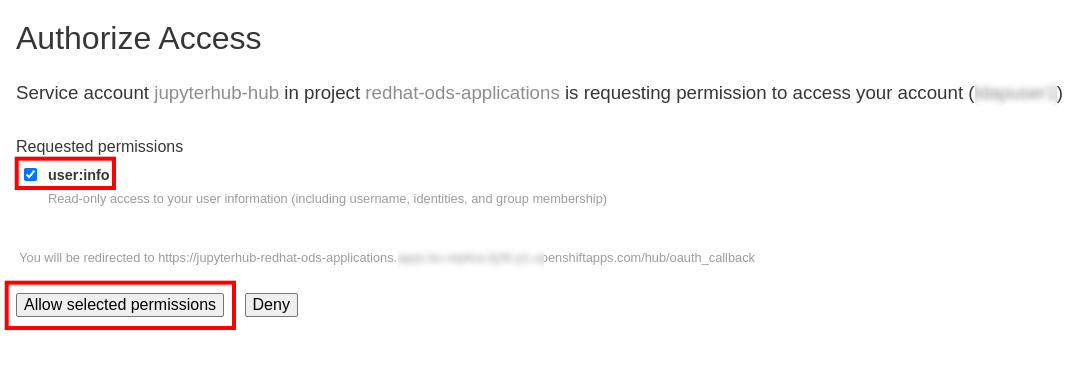 Authorize Access
Service account jupyterhub-hub in project redhat-ods-applications is requesting permission to access your account ( )
Requested permissions
user:info
Read-only access to your user information (including username, identities, and group membership)
You will be redirected to https://jupyterhub-redhat-ods-applications. penshiftapps.com/hub/oauth_callback
Allow selected permissions Deny